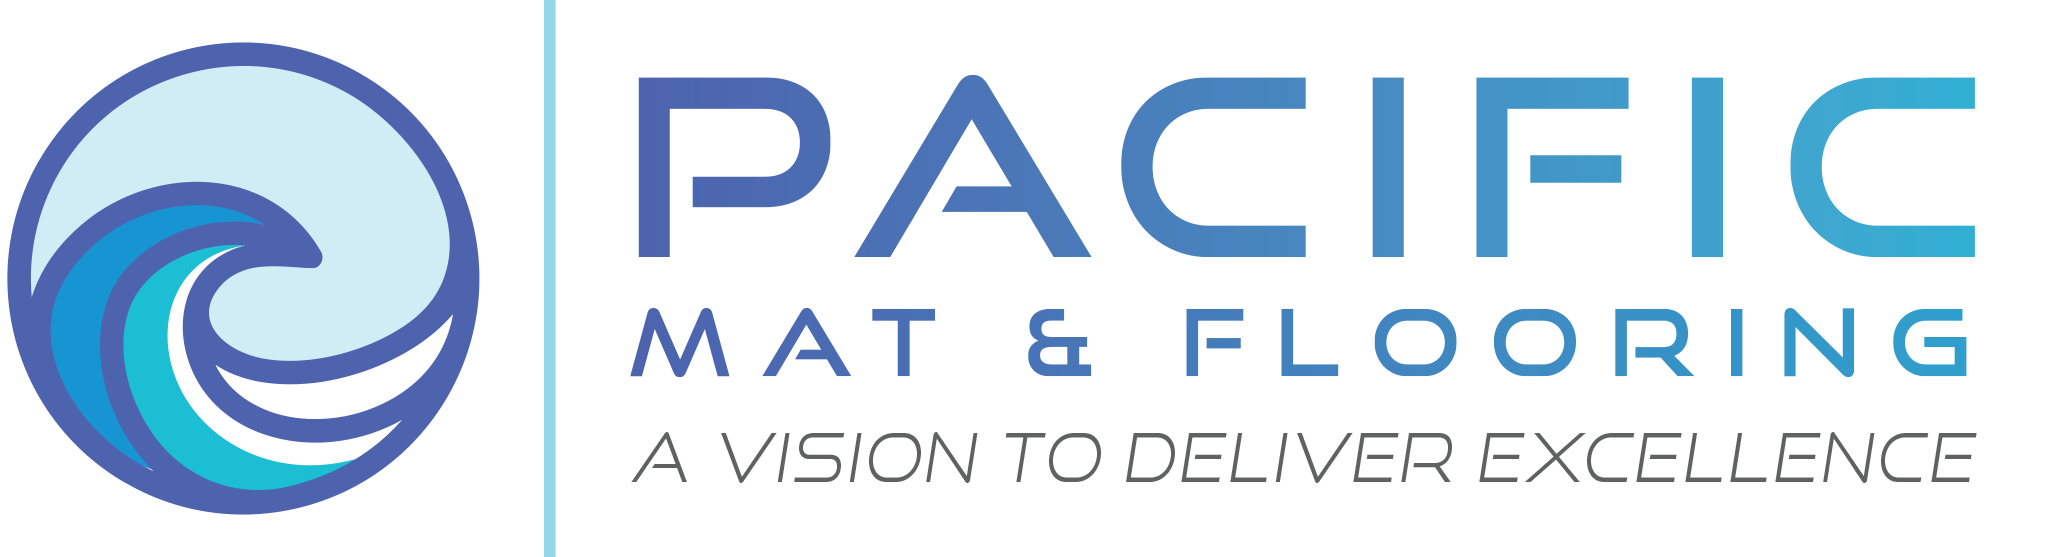 PACIFIC
MAT & FLOORING
A VISION TO DELIVER EXCELLENCE